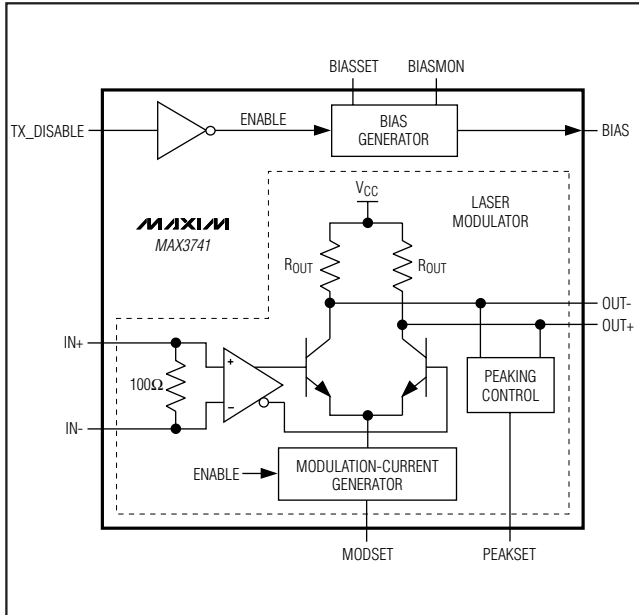 BIASSET BIASMON
TX_DISABLE
ENABLE
BIAS
GENERATOR
BIAS
VCC
LASER
MODULATOR
MAXIM
MAX3741
ROUT
ROUT
OUT-
OUT+
IN+
100Ω
+
−
IN-
PEAKING
CONTROL
ENABLE
MODULATION-CURRENT
GENERATOR
MODSET
PEAKSET